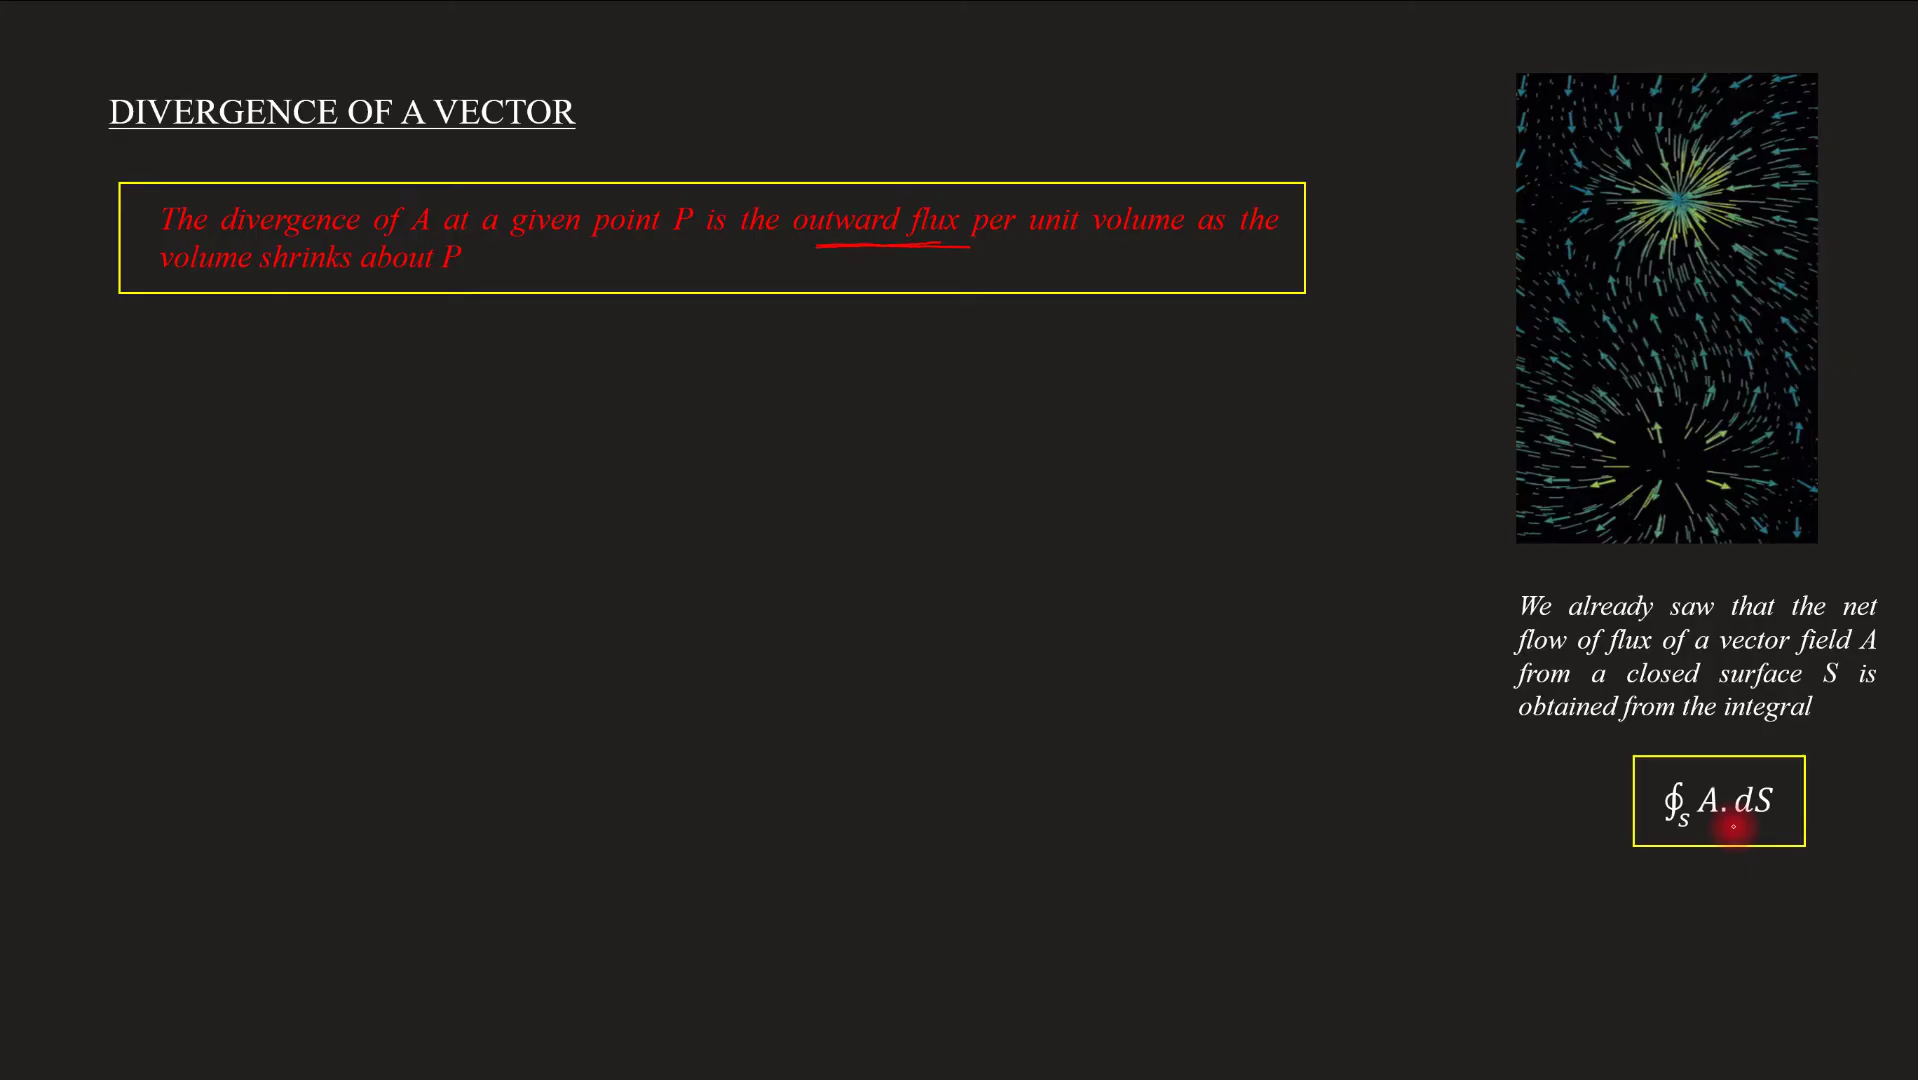 DIVERGENCE OF A VECTOR
The divergence of A at a given point P is the outward flux per unit volume as the
volume shrinks about P
We already saw that the net
flow of flux of a vector field A
from a closed surface S is
obtained from the integral
∮ₛ A. dS